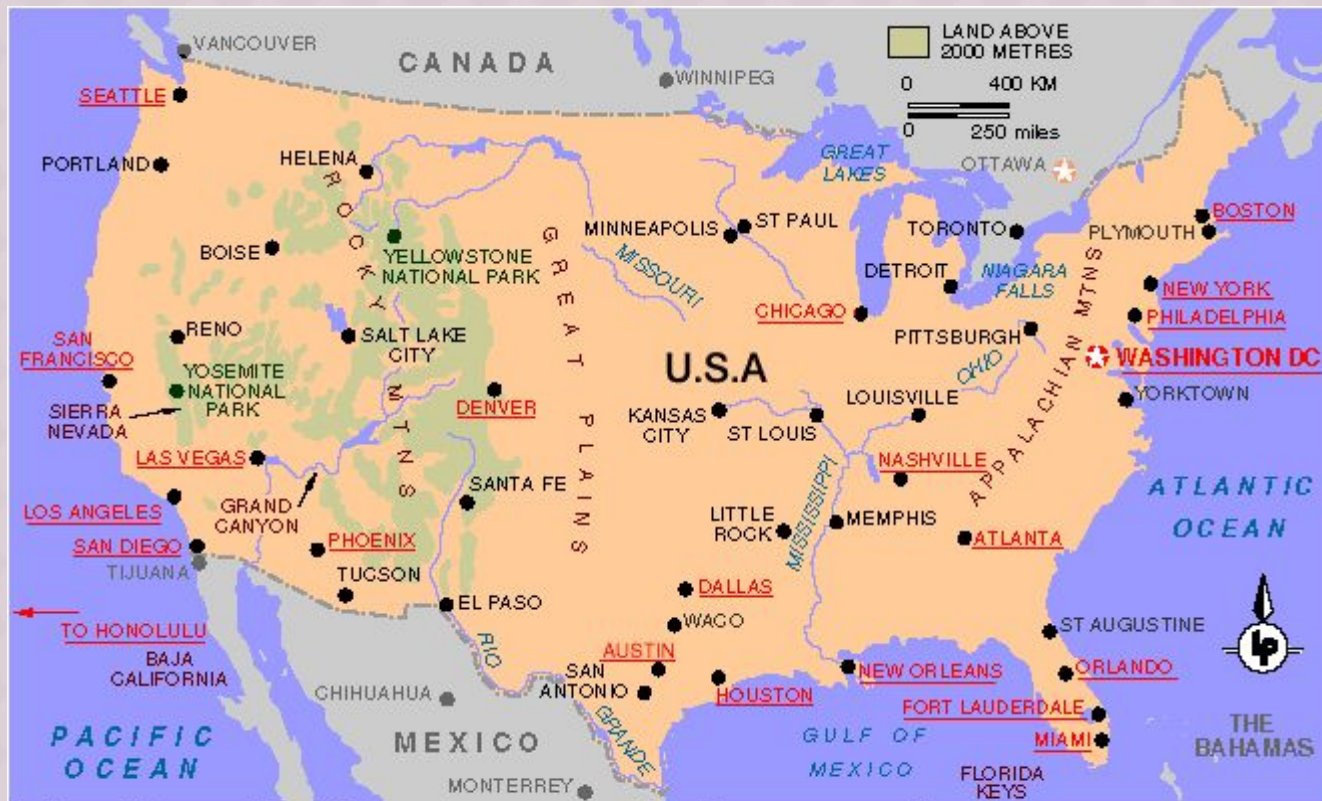 VANCOUVER
CANADA
WINNIPEG
LAND ABOVE
2000 METRES
0 400 KM
0 250 miles
SEATTLE
PORTLAND
HELENA
GREAT
LAKES
OTTAWA
MINNEAPOLIS
ST PAUL
TORONTO
BOSTON
PLYMOUTH
BOISE
YELLOWSTONE
NATIONAL PARK
ROCKY MTNS
GREAT PLAINS
MISSOURI
DETROIT
NIAGARA
FALLS
APPALACHIAN MTNS
NEW YORK
CHICAGO
PHILADELPHIA
RENO
SALT LAKE
CITY
PITTSBURGH
SAN
FRANCISCO
YOSEMITE
NATIONAL
PARK
U.S.A
OHIO
WASHINGTON DC
SIERRA
NEVADA
DENVER
KANSAS
CITY
ST LOUIS
LOUISVILLE
YORKTOWN
LAS VEGAS
NASHVILLE
GRAND
CANYON
SANTA FE
MISSISSIPPI
ATLANTIC
OCEAN
LOS ANGELES
LITTLE
ROCK
MEMPHIS
SAN DIEGO
PHOENIX
ATLANTA
TIJUANA
TUCSON
DALLAS
EL PASO
TO HONOLULU
WACO
ST AUGUSTINE
lp
BAJA
CALIFORNIA
RIO GRANDE
AUSTIN
SAN
ANTONIO
HOUSTON
NEW ORLEANS
ORLANDO
CHIHUAHUA
FORT LAUDERDALE
PACIFIC
OCEAN
MEXICO
GULF OF
MEXICO
MIAMI
THE
BAHAMAS
MONTERREY
FLORIDA
KEYS